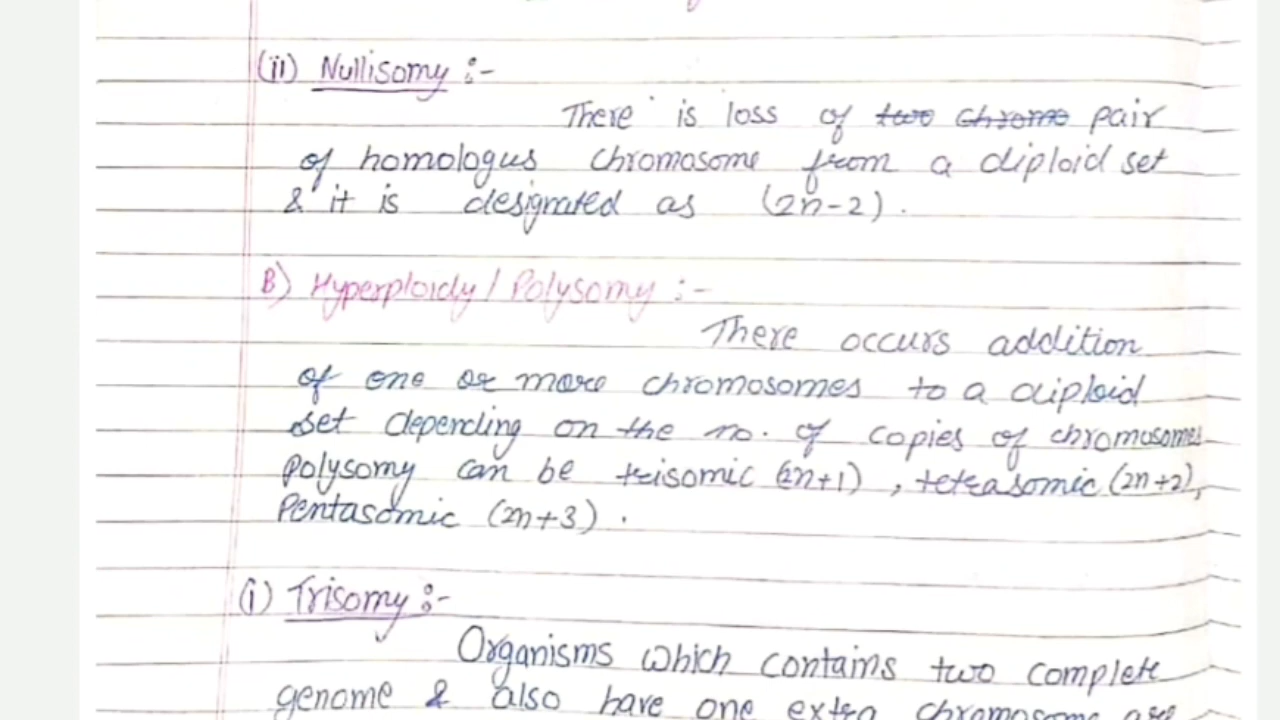 (ii) Nullisomy :-
There is loss of two Chromo pair
of homologus chromosome from a diploid set
& it is designated as (2n-2).
B) Hyperploidy / Polysomy :-
There occurs addition
of one or more chromosomes to a diploid
set depending on the no. of copies of chromosomes
polysomy can be trisomic (2n+1), tetrasomic (2n+2),
Pentasomic (2n+3).
(i) Trisomy :-
Organisms which contains two complete
genome & also have one extra chromosome are